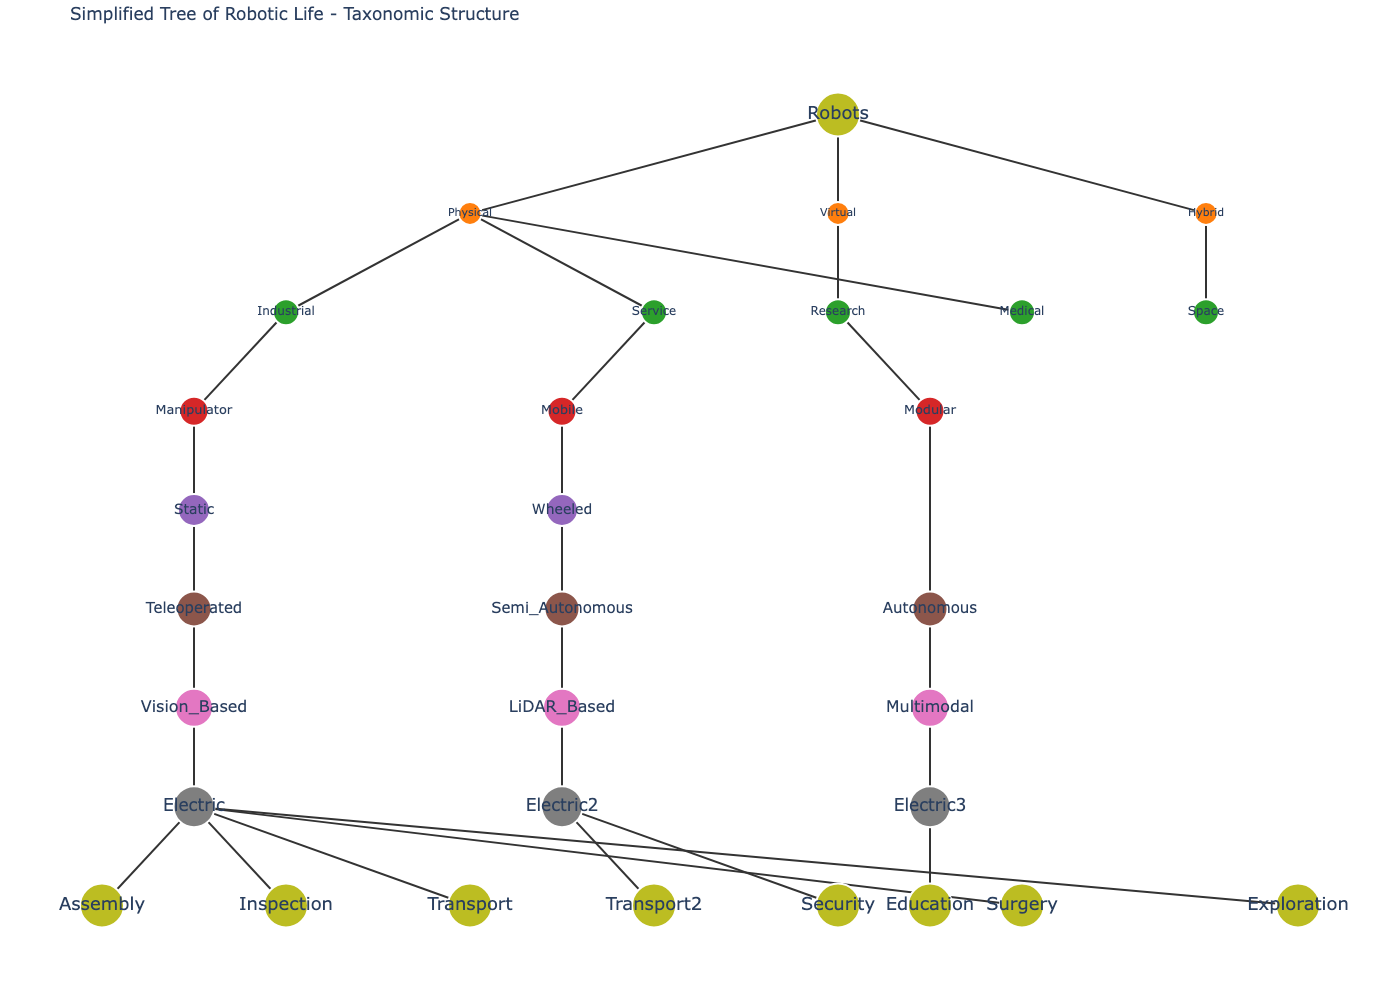 Simplified Tree of Robotic Life - Taxonomic Structure
Robots
Physical
Virtual
Hybrid
Industrial
Service
Research
Medical
Space
Manipulator
Mobile
Modular
Static
Wheeled
Teleoperated
Semi_Autonomous
Autonomous
Vision_Based
LiDAR_Based
Multimodal
Electric
Electric2
Electric3
Assembly
Inspection
Transport
Transport2
Security
Education
Surgery
Exploration